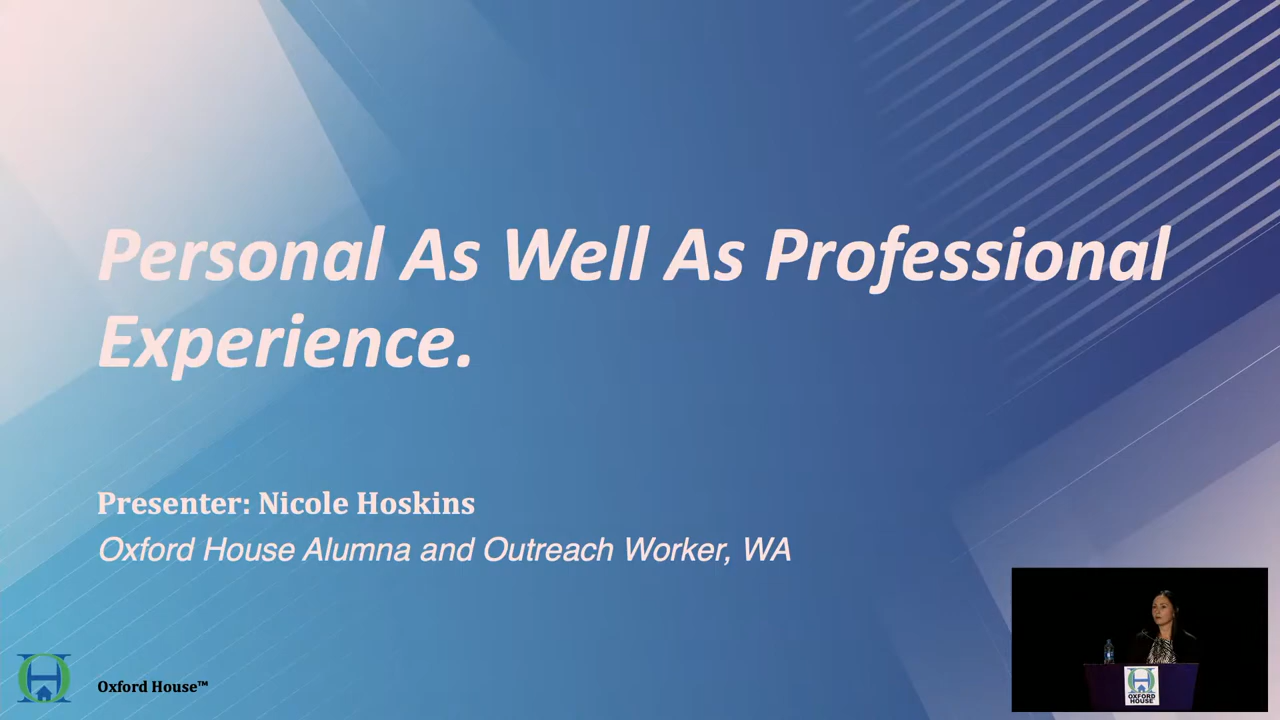 Personal As Well As Professional
Experience.
Presenter: Nicole Hoskins
Oxford House Alumna and Outreach Worker, WA
Oxford House™
OXFORD
HOUSE